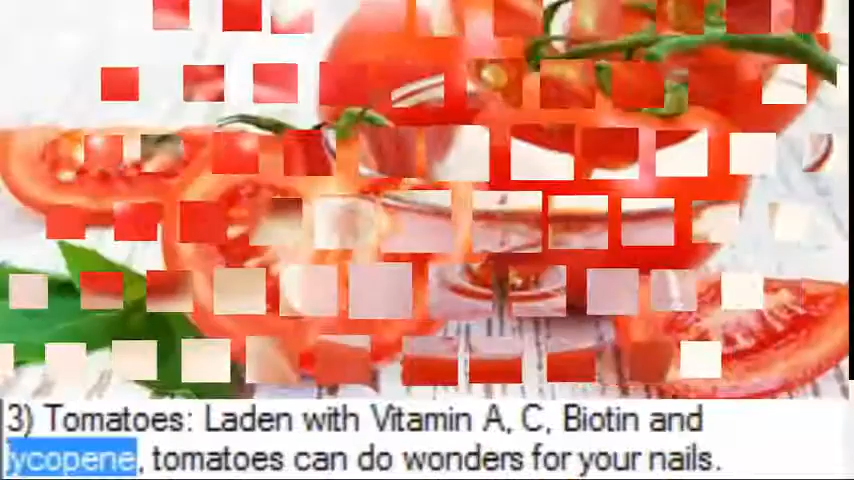 3) Tomatoes: Laden with Vitamin A, C, Biotin and
lycopene, tomatoes can do wonders for your nails.